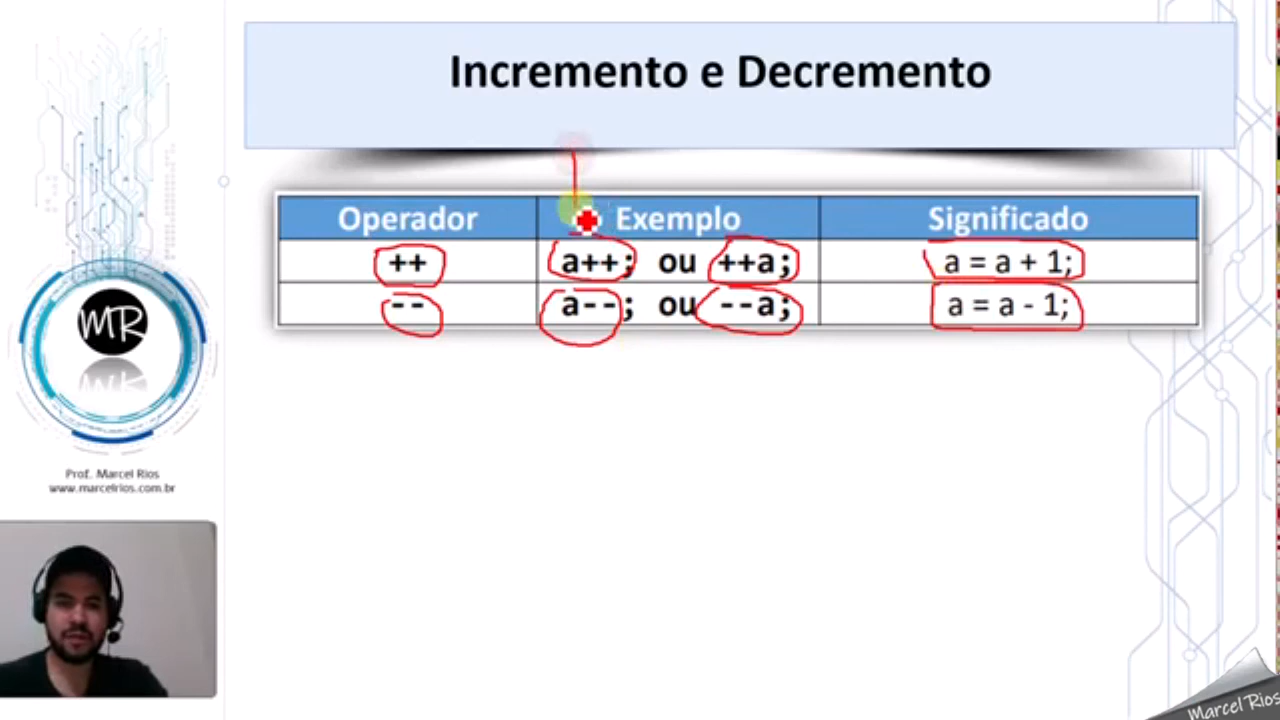 Incremento e Decremento
Operador Exemplo Significado
++ a++; ou ++a; a = a + 1;
-- a--; ou --a; a = a - 1;
MR
Prof. Marcel Rios
www.marcelrios.com.br
Marcel Rios